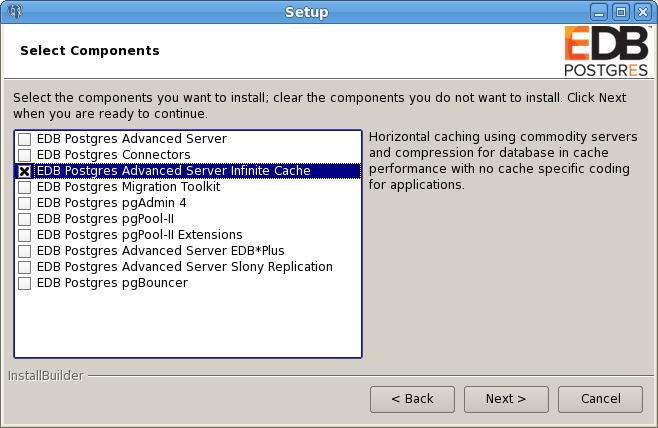 Setup
Select Components
EDB
POSTGRES
Select the components you want to install; clear the components you do not want to install. Click Next
when you are ready to continue.
EDB Postgres Advanced Server
EDB Postgres Connectors
EDB Postgres Advanced Server Infinite Cache
EDB Postgres Migration Toolkit
EDB Postgres pgAdmin 4
EDB Postgres pgPool-II
EDB Postgres pgPool-II Extensions
EDB Postgres Advanced Server EDB*Plus
EDB Postgres Advanced Server Slony Replication
EDB Postgres pgBouncer
Horizontal caching using commodity servers
and compression for database in cache
performance with no cache specific coding
for applications.
InstallBuilder
< Back
Next >
Cancel